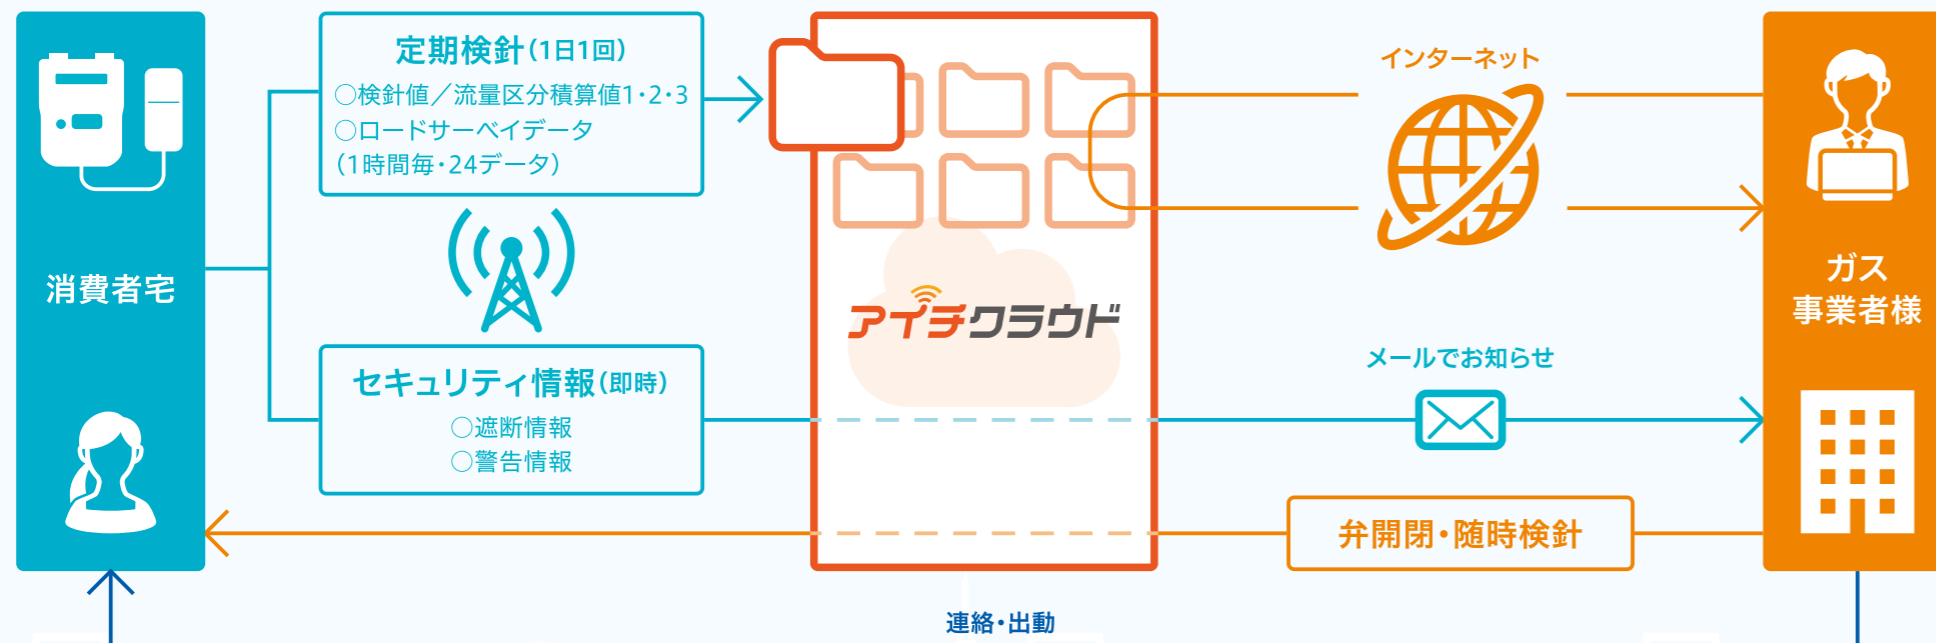 消費者宅
定期検針(1日1回)
○検針値／流量区分積算値1・2・3
○ロードサーベイデータ
(1時間毎・24データ)
セキュリティ情報(即時)
○遮断情報
○警告情報
アイチクラウド
インターネット
メールでお知らせ
弁開閉・随時検針
ガス
事業者様
連絡・出動